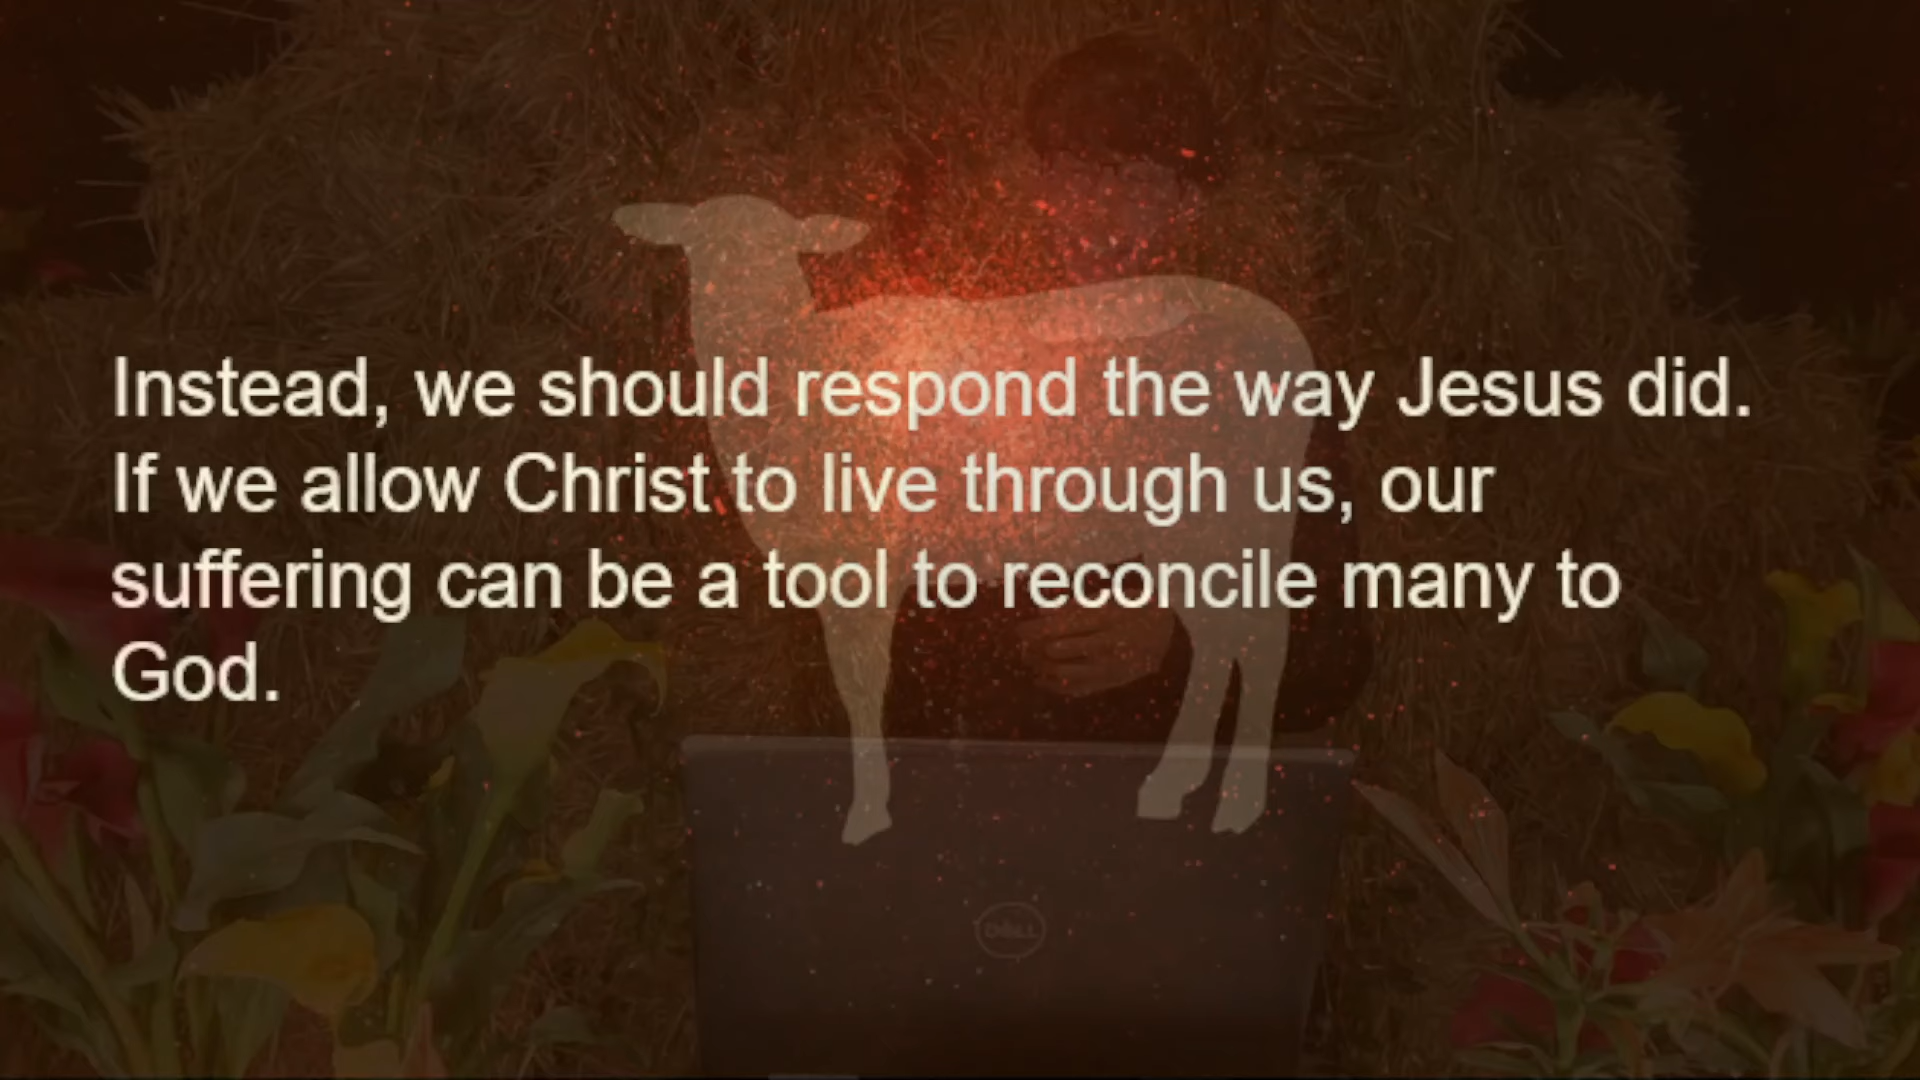 Instead, we should respond the way Jesus did.
If we allow Christ to live through us, our
suffering can be a tool to reconcile many to
God.
DELL